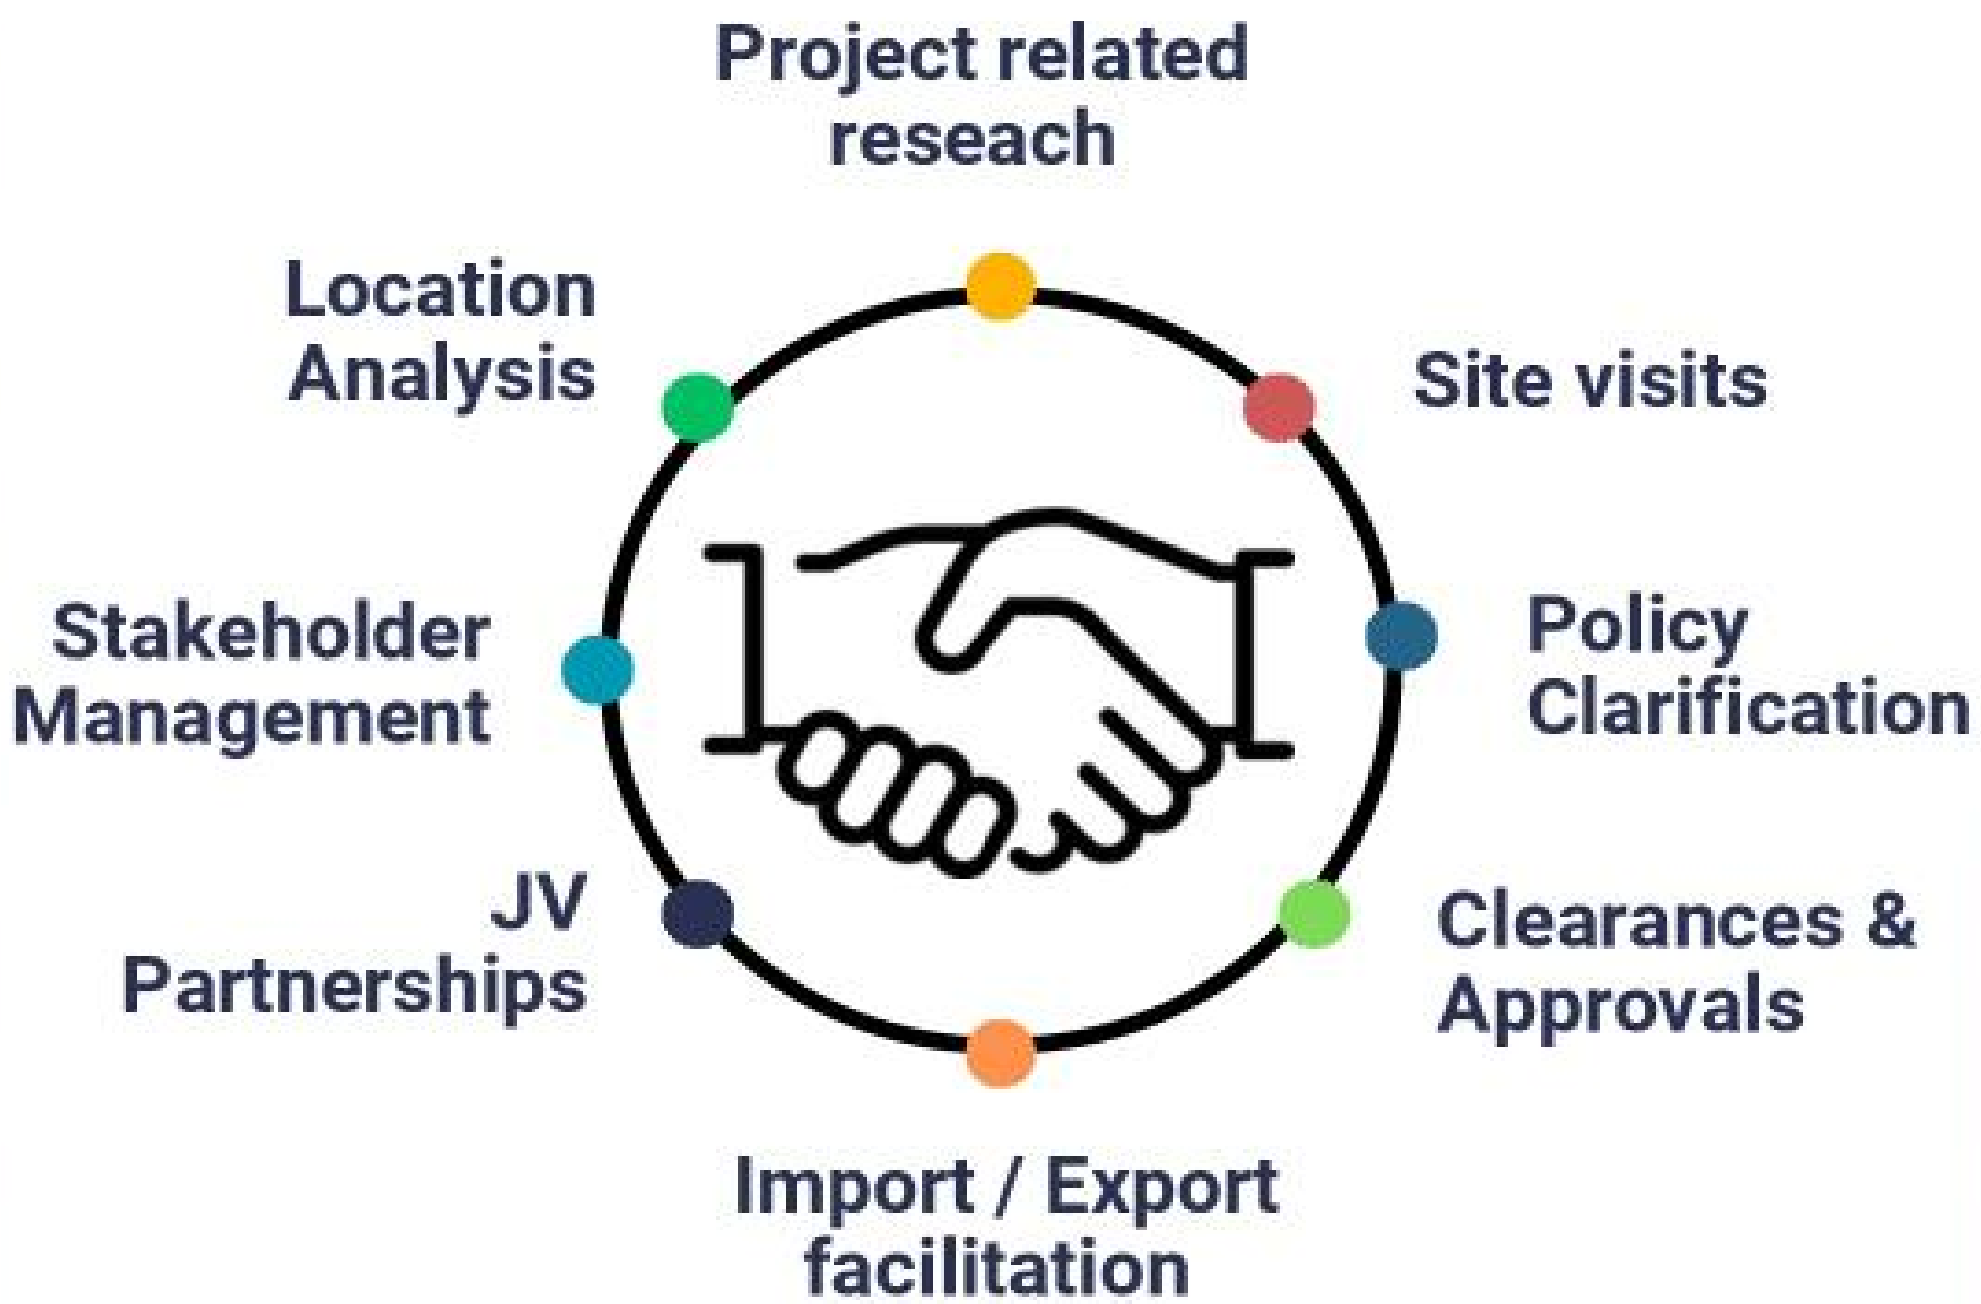 Project related
reseach
Location
Analysis
Site visits
Stakeholder
Management
Policy
Clarification
JV
Partnerships
Clearances &
Approvals
Import / Export
facilitation